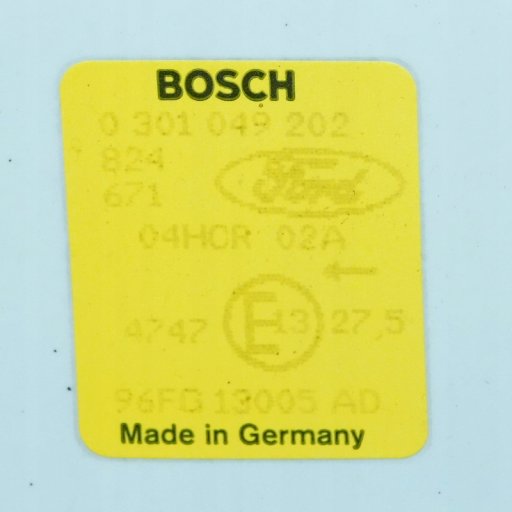 BOSCH
0 301 049 202
824
Ford
671
04HCR 02A
4747 E13 27,5
96FG 13005 AD
Made in Germany